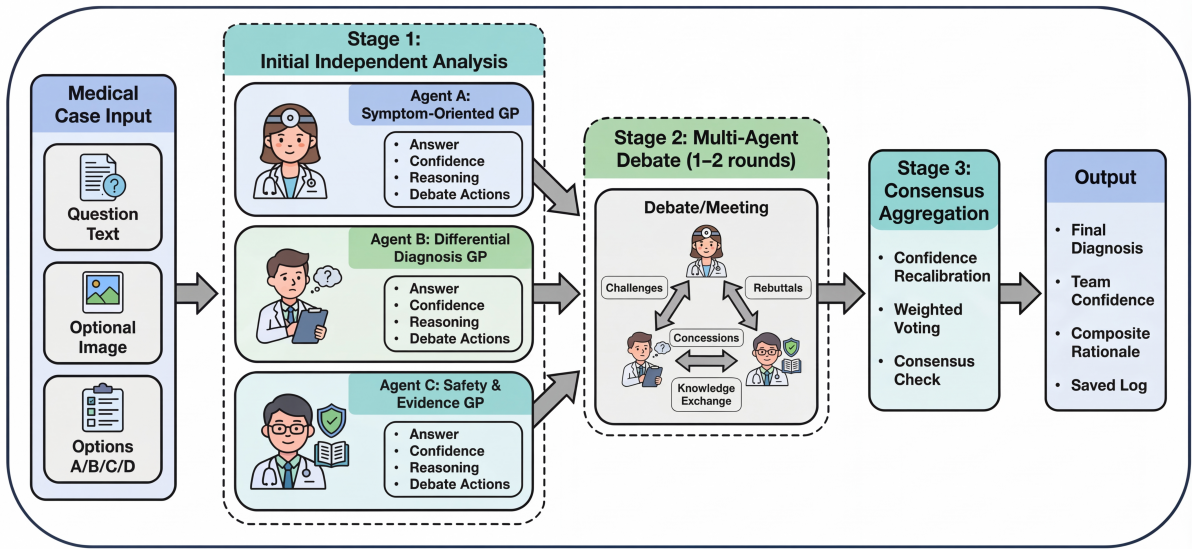 Medical
Case Input
?
Question
Text
Optional
Image
Options
A/B/C/D
Stage 1:
Initial Independent Analysis
Agent A:
Symptom-Oriented GP
• Answer
• Confidence
• Reasoning
• Debate Actions
Agent B: Differential
Diagnosis GP
?
• Answer
• Confidence
• Reasoning
• Debate Actions
Agent C: Safety &
Evidence GP
• Answer
• Confidence
• Reasoning
• Debate Actions
Stage 2: Multi-Agent
Debate (1–2 rounds)
Debate/Meeting
Challenges
Rebuttals
Concessions
?
Knowledge
Exchange
Stage 3:
Consensus
Aggregation
• Confidence
Recalibration
• Weighted
Voting
• Consensus
Check
Output
• Final
Diagnosis
• Team
Confidence
• Composite
Rationale
• Saved Log